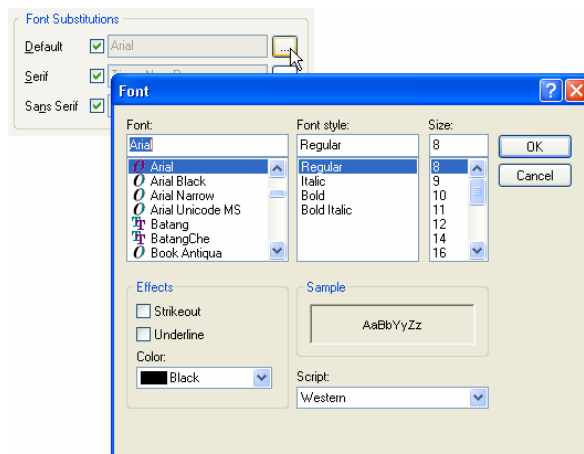 Font Substitutions
Default Arial ...
Serif
Sans Serif
Font
Font: Font style: Size:
Arial Regular 8 OK
Arial Regular 8 Cancel
Arial Black Italic 9
Arial Narrow Bold 10
Arial Unicode MS Bold Italic 11
Batang 12
BatangChe 14
Book Antiqua 16
Effects Sample
Strikeout
AaBbYyZz
Underline
Color: Script:
Black
Western